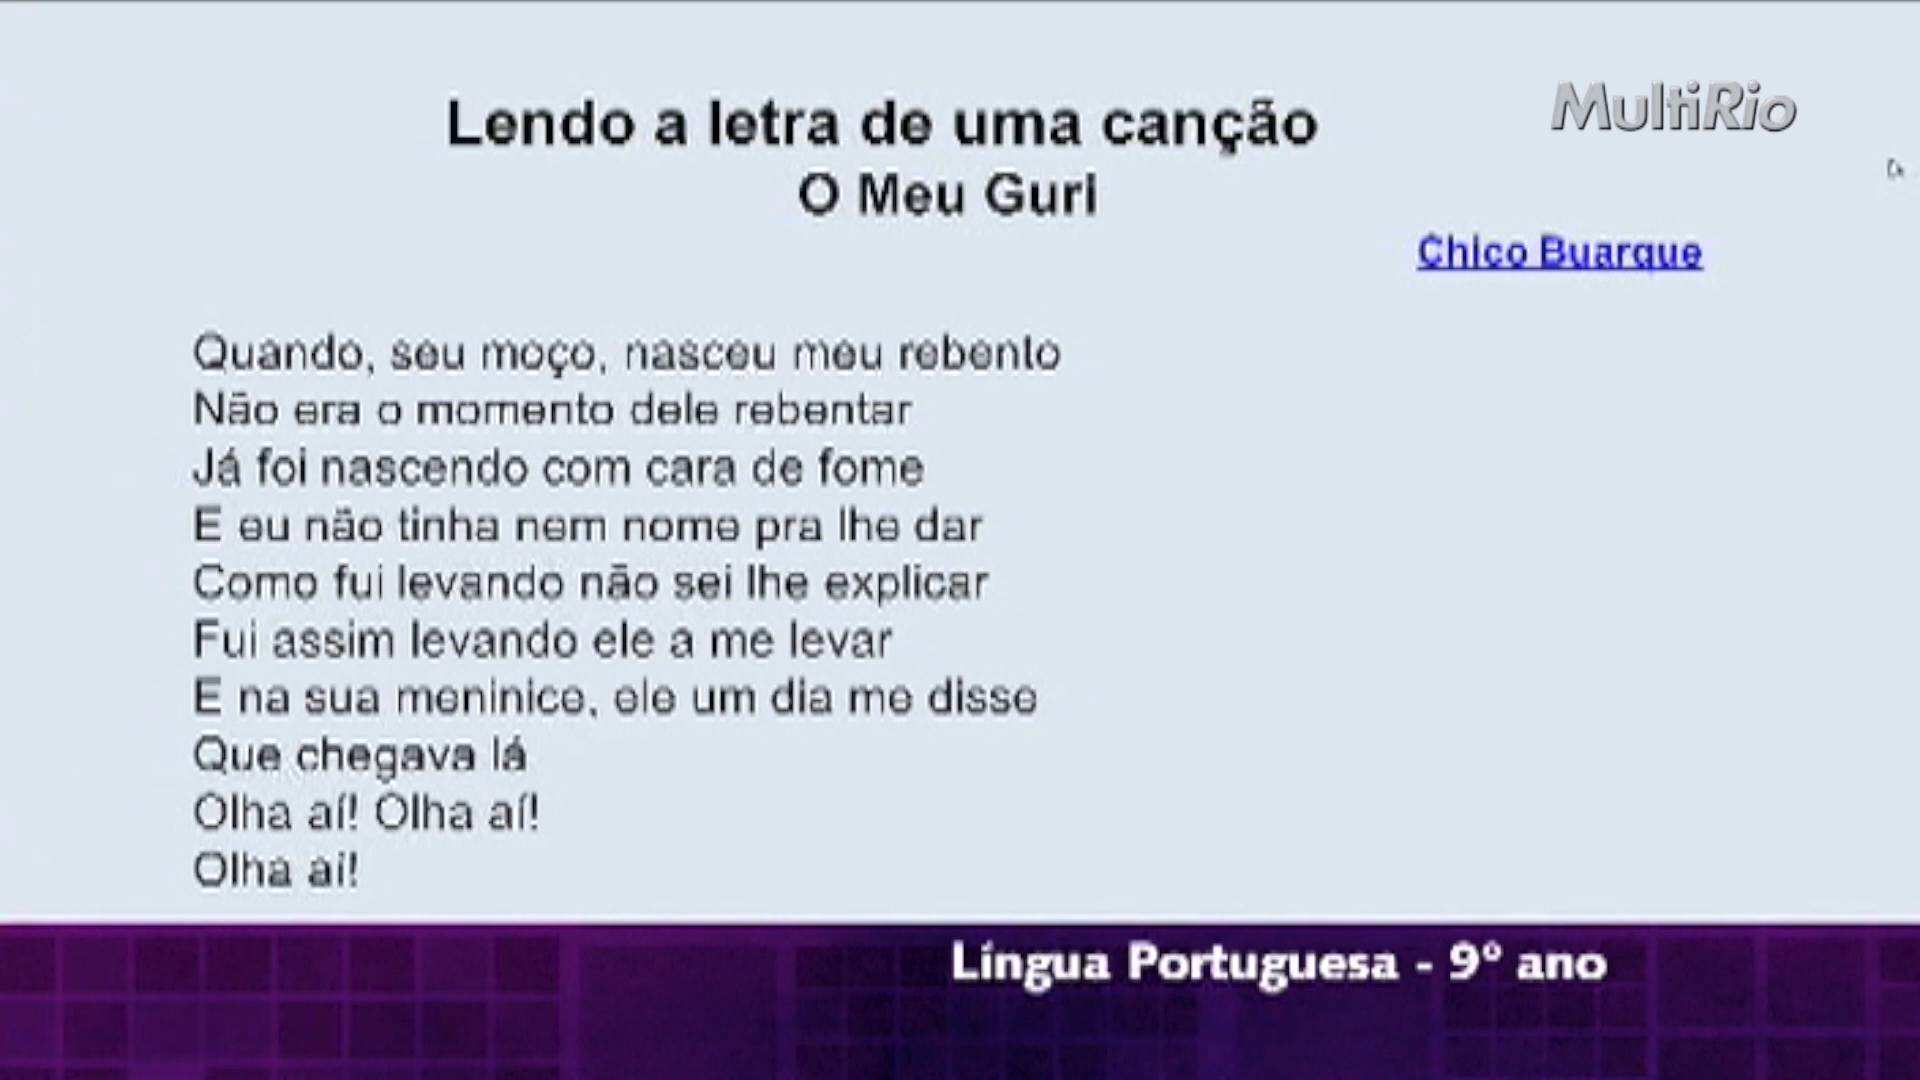 Lendo a letra de uma canção
MultiRio
O Meu Guri
Chico Buarque
Quando, seu moço, nasceu meu rebento
Não era o momento dele rebentar
Já foi nascendo com cara de fome
E eu não tinha nem nome pra lhe dar
Como fui levando não sei lhe explicar
Fui assim levando ele a me levar
E na sua meninice, ele um dia me disse
Que chegava lá
Olha aí! Olha aí!
Olha aí!
Língua Portuguesa - 9º ano